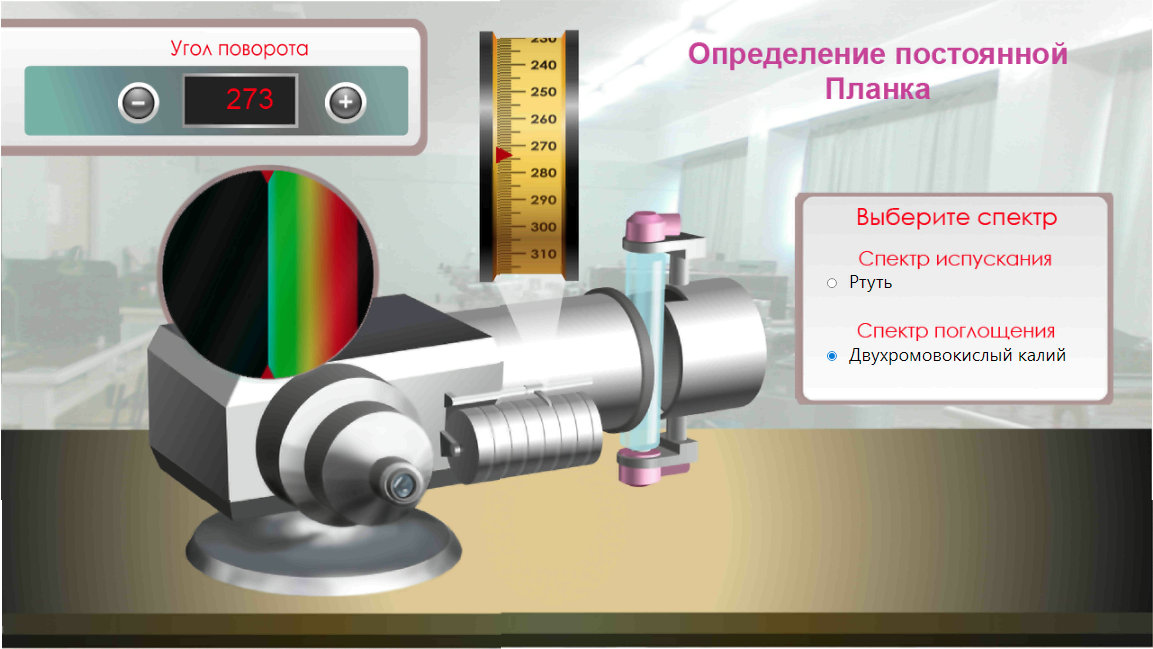 Угол поворота
273
230
240
250
260
270
280
290
300
310
Определение постоянной
Планка
Выберите спектр
Спектр испускания
Ртуть
Спектр поглощения
Двухромовокислый калий